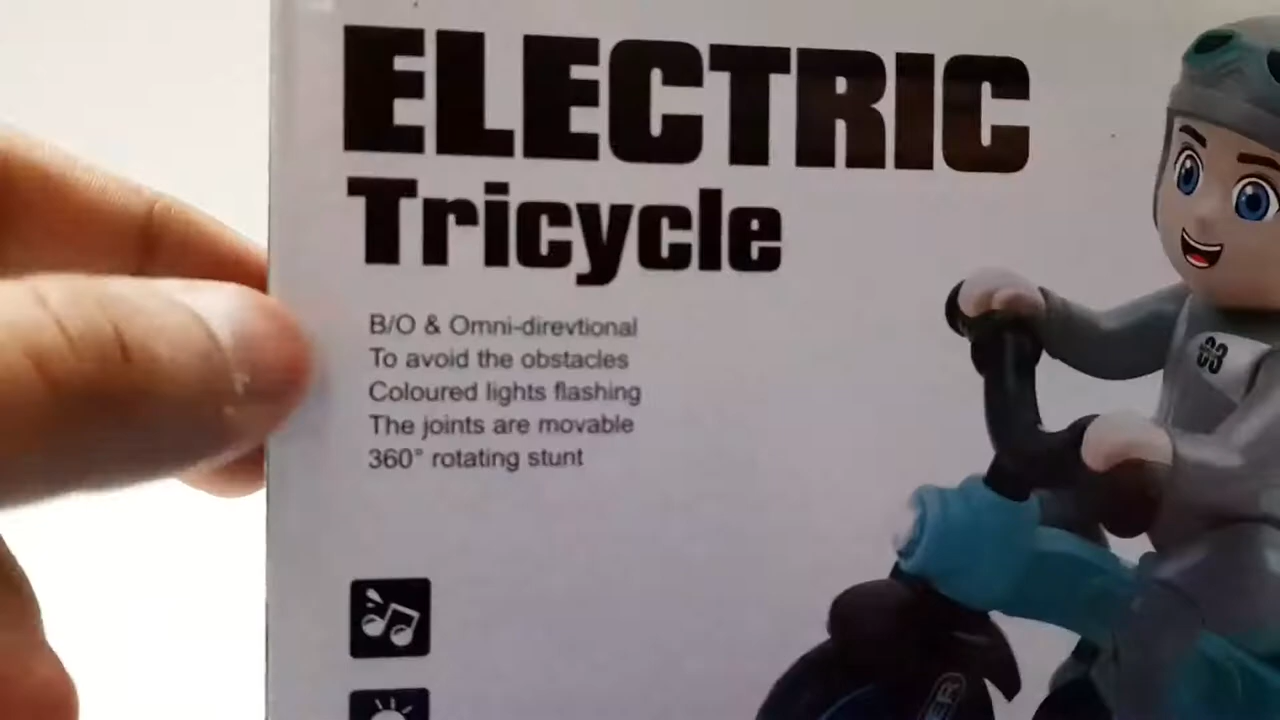 ELECTRIC
Tricycle
B/O & Omni-direvtional
To avoid the obstacles
Coloured lights flashing
The joints are movable
360° rotating stunt